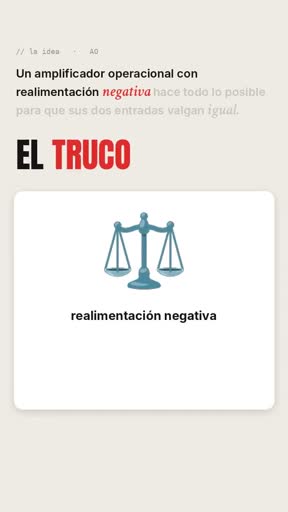 // la idea · AO
Un amplificador operacional con
realimentación negativa hace todo lo posible
para que sus dos entradas valgan igual.
EL TRUCO
realimentación negativa